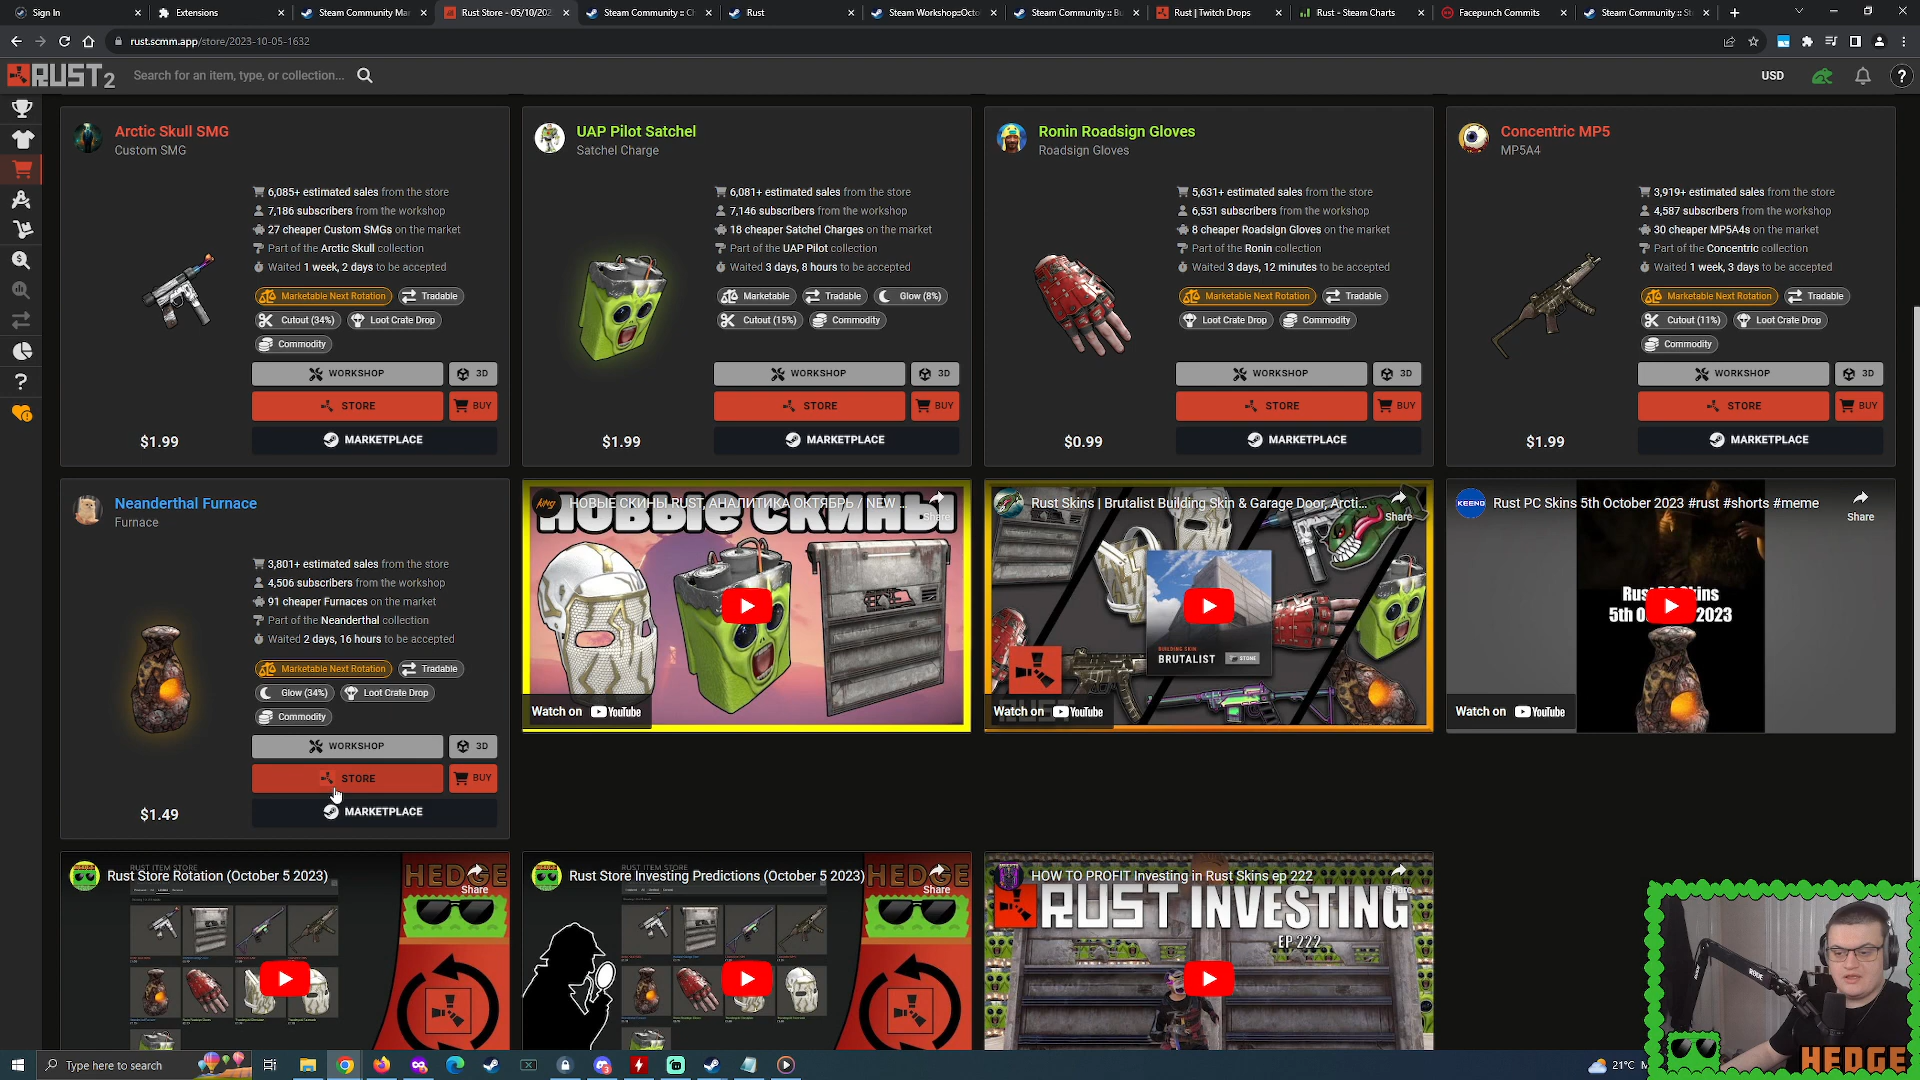 Sign In
Extensions
Steam Community Ma
Rust Store - 05/10/202
Steam Community :: C
Rust
Steam Workshop::Octo
Steam Community :: Bu
Rust | Twitch Drops
Rust - Steam Charts
Facepunch Commits
Steam Community :: St
rust.scmm.app/store/2023-10-05-1632
RUST 2
Search for an item, type, or collection...
USD
Arctic Skull SMG
Custom SMG
6,085+ estimated sales from the store
7,186 subscribers from the workshop
27 cheaper Custom SMGs on the market
Part of the Arctic Skull collection
Waited 1 week, 2 days to be accepted
Marketable Next Rotation
Tradable
Cutout (34%)
Loot Crate Drop
Commodity
WORKSHOP
3D
STORE
BUY
$1.99
MARKETPLACE
UAP Pilot Satchel
Satchel Charge
6,081+ estimated sales from the store
7,146 subscribers from the workshop
18 cheaper Satchel Charges on the market
Part of the UAP Pilot collection
Waited 3 days, 8 hours to be accepted
Marketable
Tradable
Glow (8%)
Cutout (15%)
Commodity
WORKSHOP
3D
STORE
BUY
$1.99
MARKETPLACE
Ronin Roadsign Gloves
Roadsign Gloves
5,631+ estimated sales from the store
6,531 subscribers from the workshop
8 cheaper Roadsign Gloves on the market
Part of the Ronin collection
Waited 3 days, 12 minutes to be accepted
Marketable Next Rotation
Tradable
Loot Crate Drop
Commodity
WORKSHOP
3D
STORE
BUY
$0.99
MARKETPLACE
Concentric MP5
MP5A4
3,919+ estimated sales from the store
4,587 subscribers from the workshop
30 cheaper MP5A4s on the market
Part of the Concentric collection
Waited 1 week, 3 days to be accepted
Marketable Next Rotation
Tradable
Cutout (11%)
Loot Crate Drop
Commodity
WORKSHOP
3D
STORE
BUY
$1.99
MARKETPLACE
Neanderthal Furnace
Furnace
3,801+ estimated sales from the store
4,506 subscribers from the workshop
91 cheaper Furnaces on the market
Part of the Neanderthal collection
Waited 2 days, 16 hours to be accepted
Marketable Next Rotation
Tradable
Glow (34%)
Loot Crate Drop
Commodity
WORKSHOP
3D
STORE
BUY
$1.49
MARKETPLACE
НОВЫЕ СКИНЫ RUST, АНАЛИТИКА ОКТЯБРЬ / NEW ...
Share
НОВЫЕ СКИНЫ
Watch on YouTube
Rust Skins | Brutalist Building Skin & Garage Door, Arcti...
Share
BUILDING SKIN
BRUTALIST
STONE
Watch on YouTube
KEENO
Rust PC Skins 5th October 2023 #rust #shorts #meme
Share
Watch on YouTube
RUST ITEM STORE
Rust Store Rotation (October 5 2023)
Share
HEDGE
RUST ITEM STORE
Rust Store Investing Predictions (October 5 2023)
Share
HEDGE
HOW TO PROFIT Investing in Rust Skins ep 222
Share
RUST INVESTING
EP 222
RODE
HEDGE
Type here to search
21°C